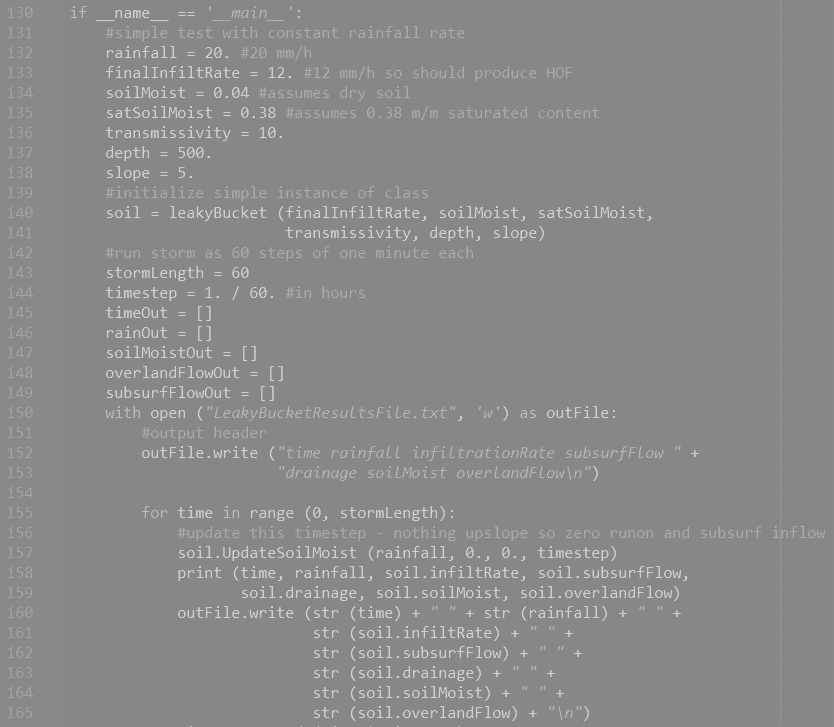 130 if __name__ == '__main__':
131 #simple test with constant rainfall rate
132 rainfall = 20. #20 mm/h
133 finalInfiltRate = 12. #12 mm/h so should produce HOF
134 soilMoist = 0.04 #assumes dry soil
135 satSoilMoist = 0.38 #assumes 0.38 m/m saturated content
136 transmissivity = 10.
137 depth = 500.
138 slope = 5.
139 #initialize simple instance of class
140 soil = leakyBucket (finalInfiltRate, soilMoist, satSoilMoist,
141 transmissivity, depth, slope)
142 #run storm as 60 steps of one minute each
143 stormLength = 60
144 timestep = 1. / 60. #in hours
145 timeOut = []
146 rainOut = []
147 soilMoistOut = []
148 overlandFlowOut = []
149 subsurfFlowOut = []
150 with open ("LeakyBucketResultsFile.txt", 'w') as outFile:
151 #output header
152 outFile.write ("time rainfall infiltrationRate subsurfFlow " +
153 "drainage soilMoist overlandFlow\n")
154
155 for time in range (0, stormLength):
156 #update this timestep - nothing upslope so zero runon and subsurf inflow
157 soil.UpdateSoilMoist (rainfall, 0., 0., timestep)
158 print (time, rainfall, soil.infiltRate, soil.subsurfFlow,
159 soil.drainage, soil.soilMoist, soil.overlandFlow)
160 outFile.write (str (time) + " " + str (rainfall) + " " +
161 str (soil.infiltRate) + " " +
162 str (soil.subsurfFlow) + " " +
163 str (soil.drainage) + " " +
164 str (soil.soilMoist) + " " +
165 str (soil.overlandFlow) + "\n")